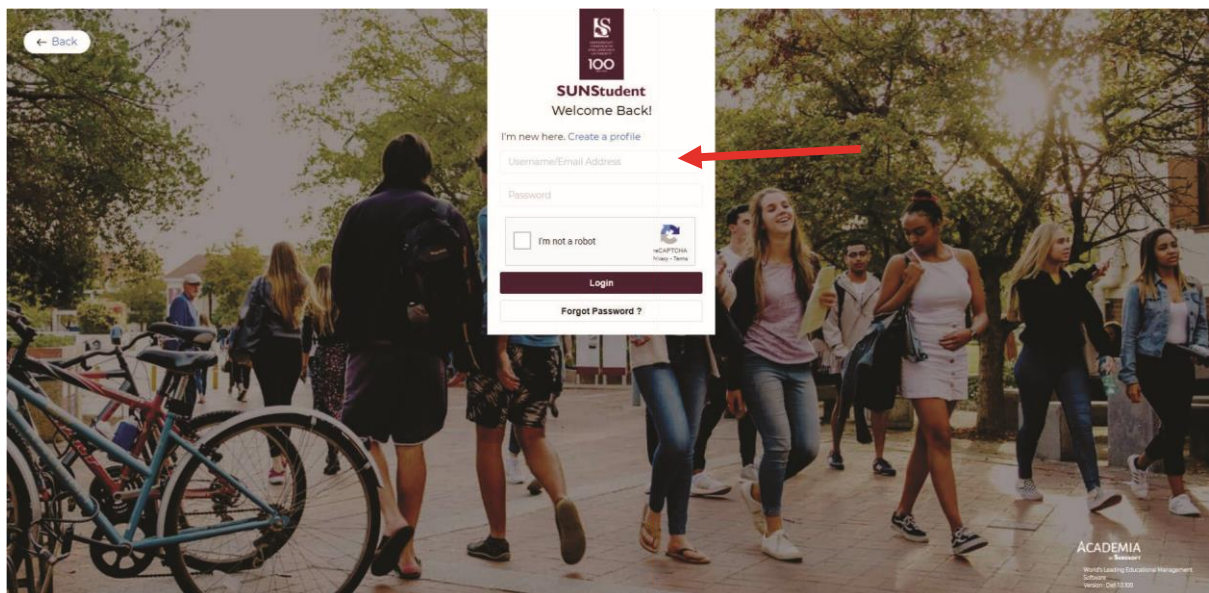 ← Back
100
SUNStudent
Welcome Back!
I'm new here. Create a profile
Username/Email Address
Password
I'm not a robot
reCAPTCHA
Privacy - Terms
Login
Forgot Password ?
ACADEMIA
World's Leading Educational Management
Software